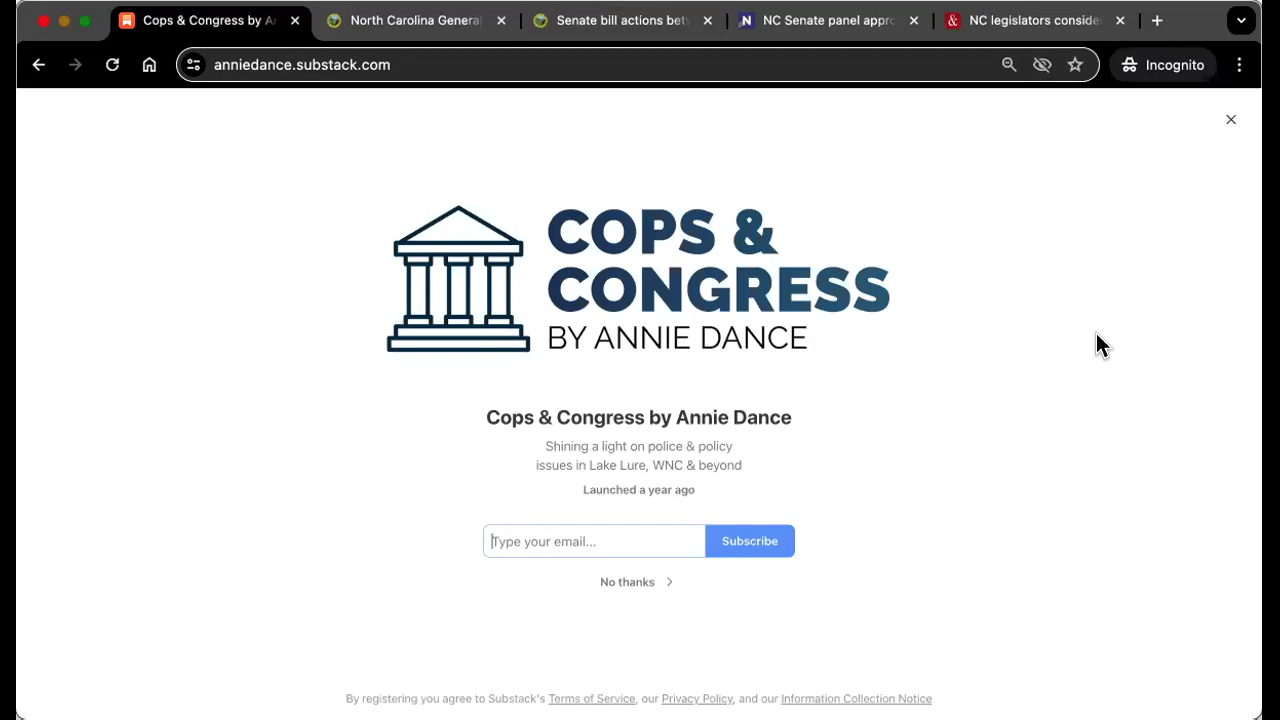 Cops & Congress by A
North Carolina General
Senate bill actions bet
NC Senate panel appr
NC legislators conside
anniedance.substack.com
Incognito
COPS &
CONGRESS
BY ANNIE DANCE
Cops & Congress by Annie Dance
Shining a light on police & policy
issues in Lake Lure, WNC & beyond
Launched a year ago
Type your email...
Subscribe
No thanks
By registering you agree to Substack's Terms of Service, our Privacy Policy, and our Information Collection Notice